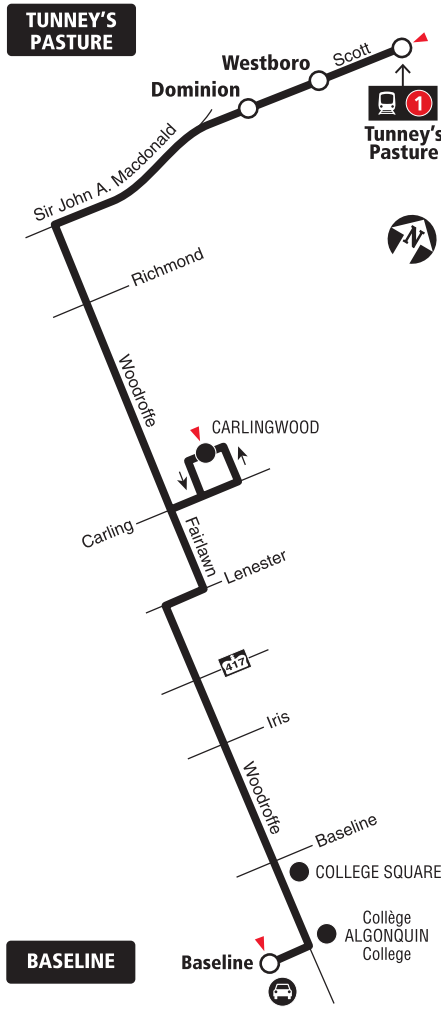 TUNNEY'S
PASTURE
Scott
Westboro
Dominion
1
Tunney's
Pasture
Sir John A. Macdonald
N
Richmond
Woodroffe
CARLINGWOOD
Carling
Fairlawn
Lenester
417
Iris
Woodroffe
Baseline
COLLEGE SQUARE
Collège
ALGONQUIN
College
BASELINE
Baseline